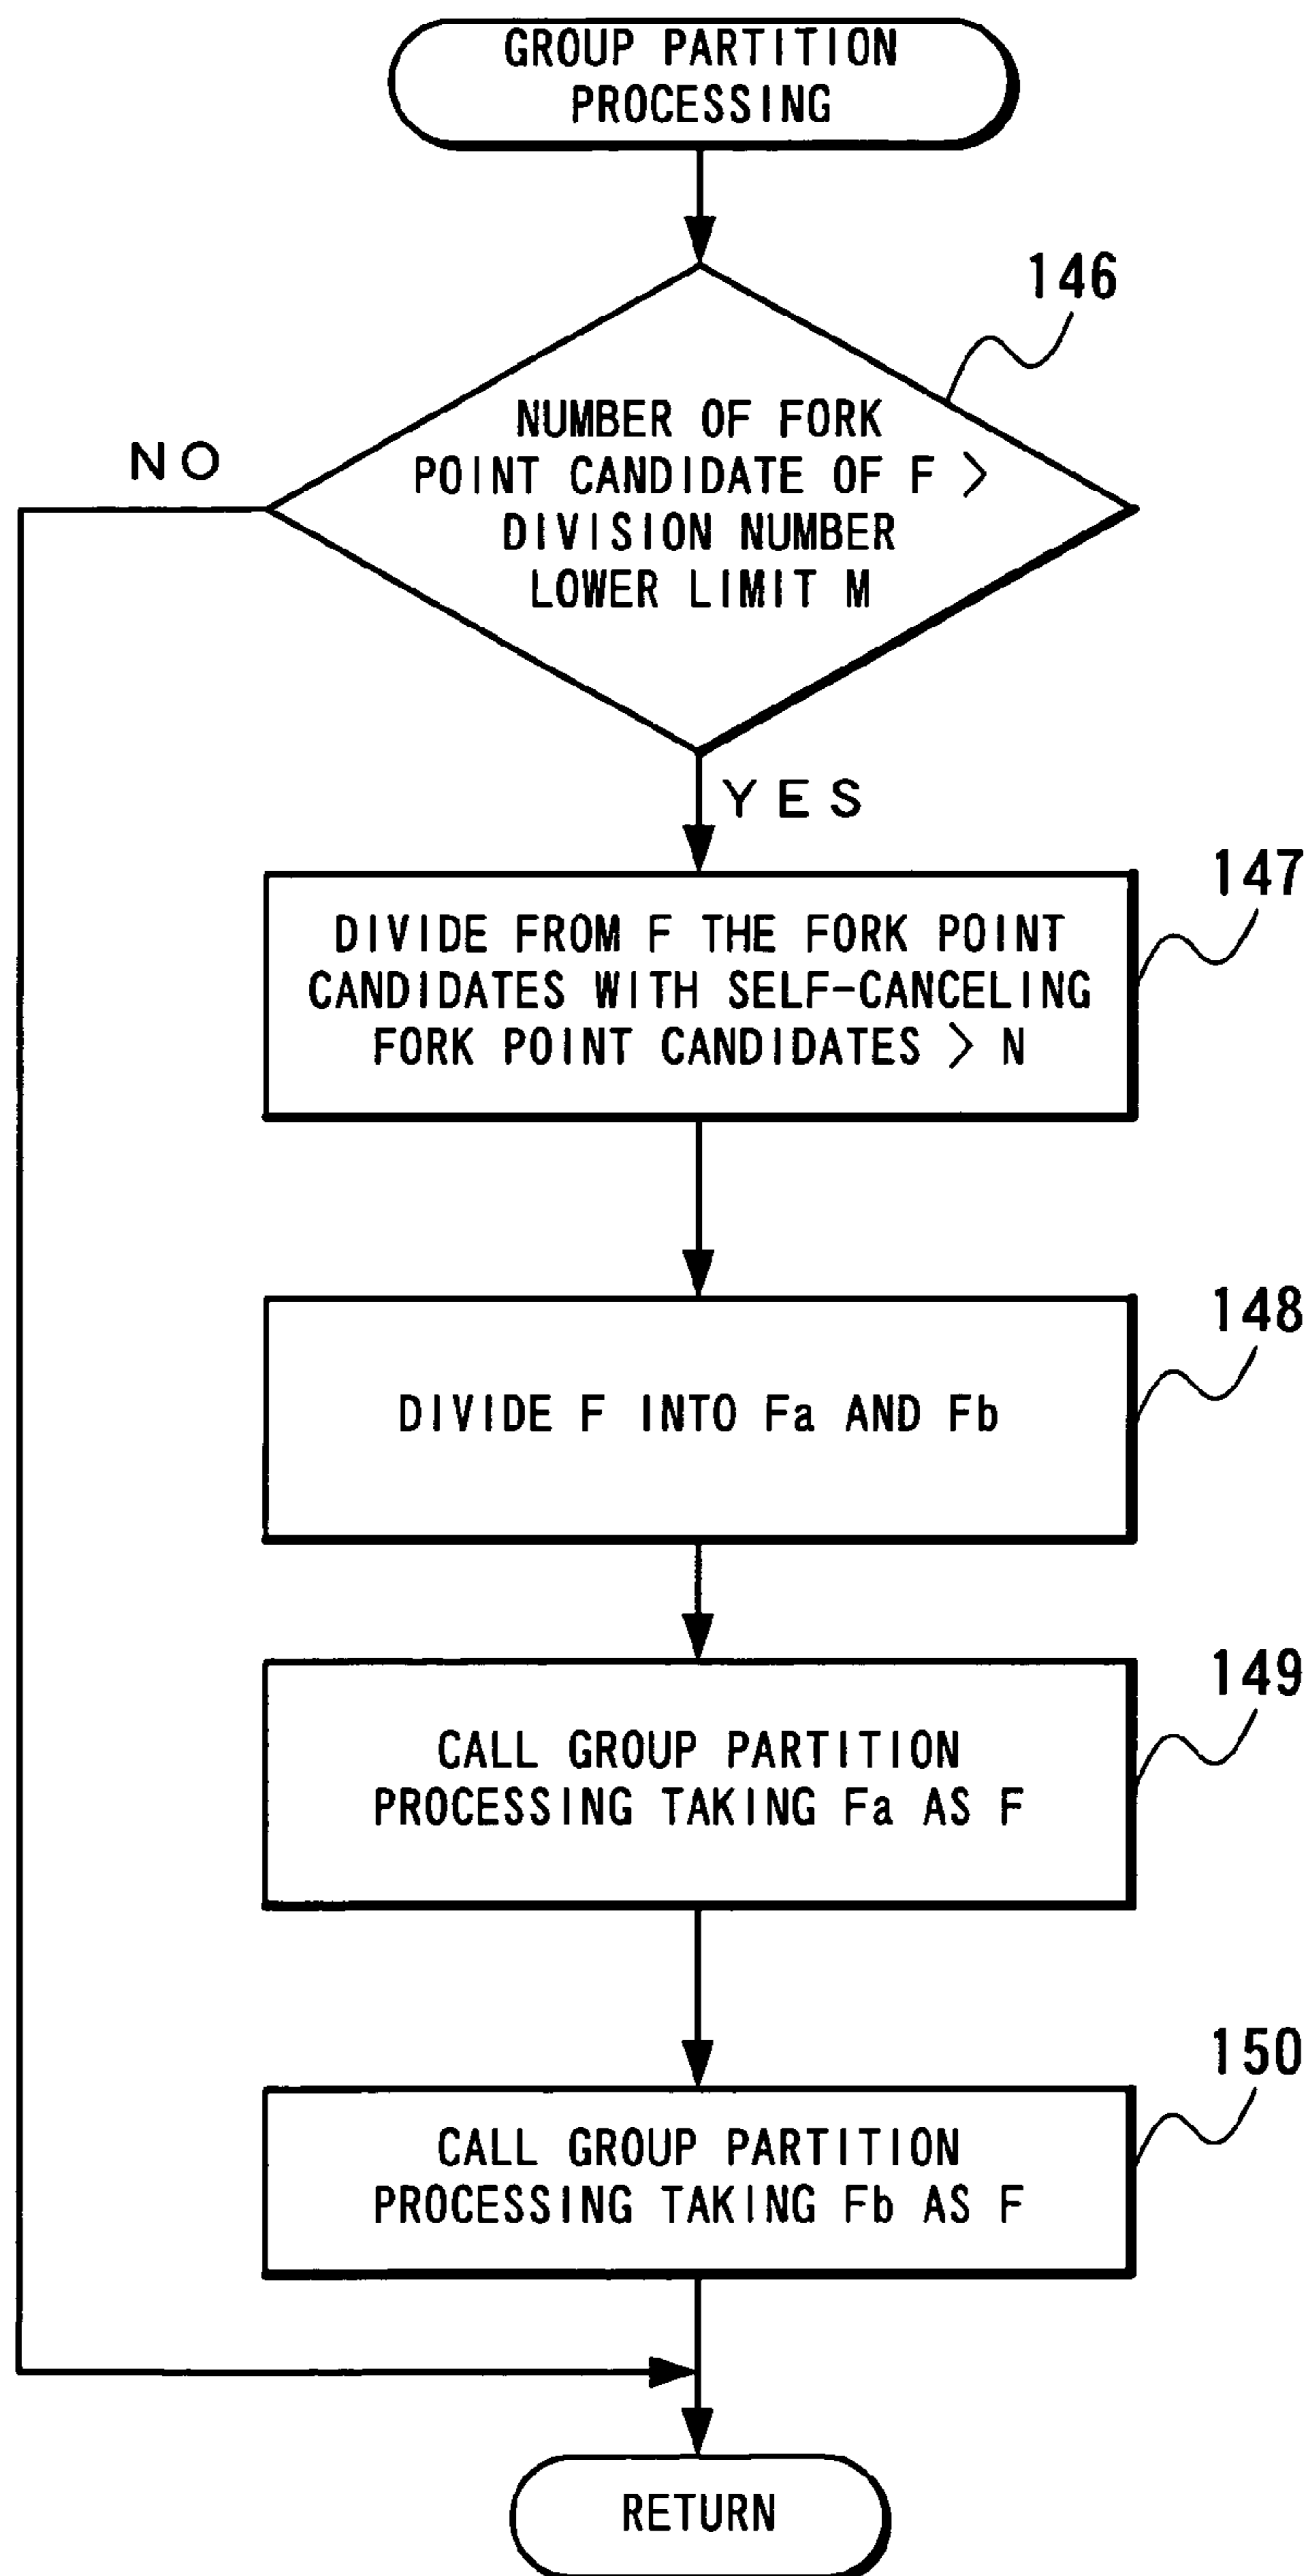 GROUP PARTITION
PROCESSING
146
NUMBER OF FORK
POINT CANDIDATE OF F >
DIVISION NUMBER
LOWER LIMIT M
NO
YES
147
DIVIDE FROM F THE FORK POINT
CANDIDATES WITH SELF-CANCELING
FORK POINT CANDIDATES > N
148
DIVIDE F INTO Fa AND Fb
149
CALL GROUP PARTITION
PROCESSING TAKING Fa AS F
150
CALL GROUP PARTITION
PROCESSING TAKING Fb AS F
RETURN